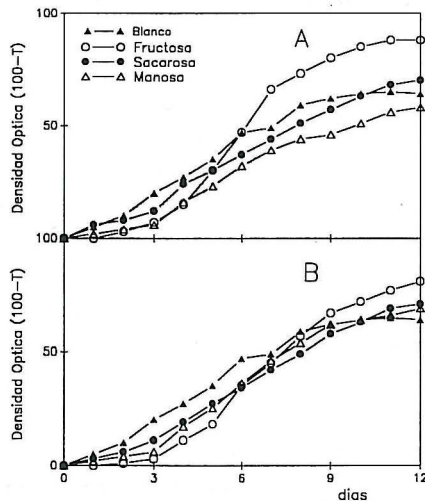 100
Blanco
Fructosa
Sacarosa
Manosa
A
50
Densidad Optica (100-T)
100
B
50
Densidad Optica (100-T)
0
0
3
6
9
12
dias